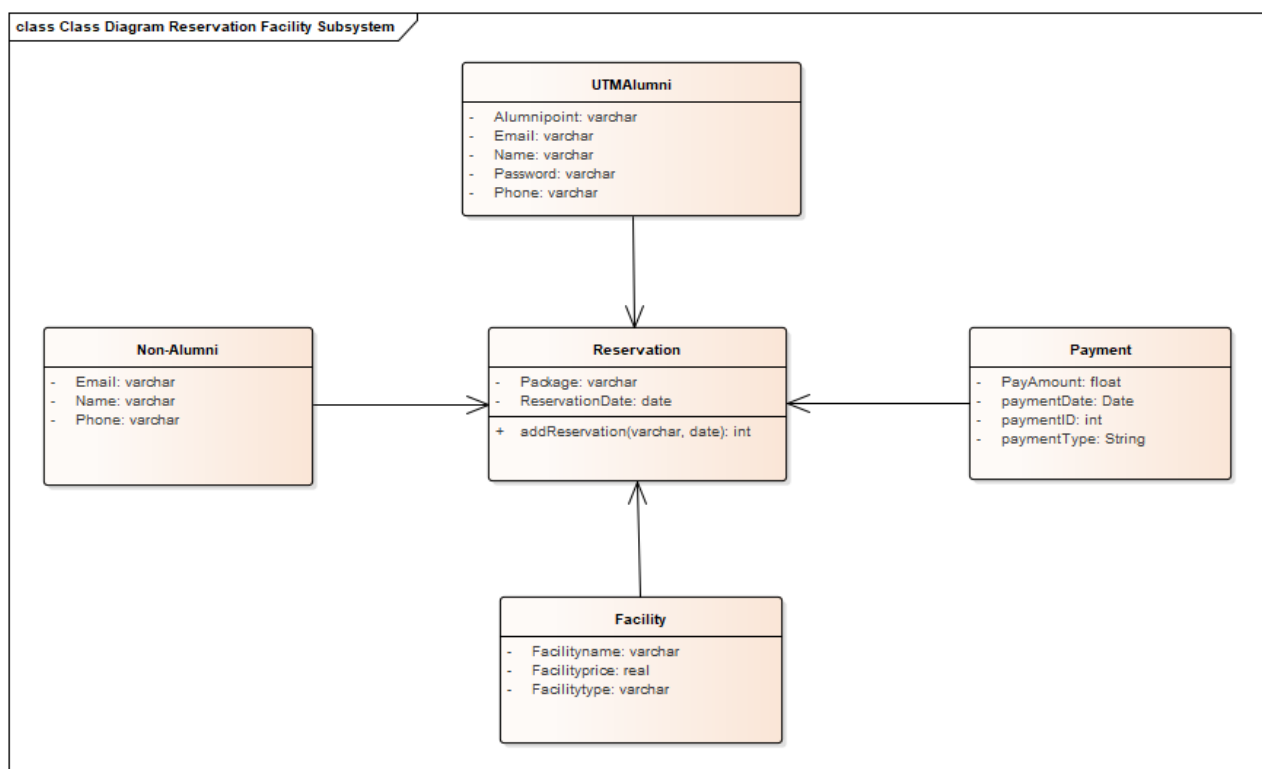 class Class Diagram Reservation Facility Subsystem
UTMAlumni
- Alumnipoint: varchar
- Email: varchar
- Name: varchar
- Password: varchar
- Phone: varchar
Non-Alumni
- Email: varchar
- Name: varchar
- Phone: varchar
Reservation
- Package: varchar
- ReservationDate: date
+ addReservation(varchar, date): int
Payment
- PayAmount: float
- paymentDate: Date
- paymentID: int
- paymentType: String
Facility
- Facilityname: varchar
- Facilityprice: real
- Facilitytype: varchar